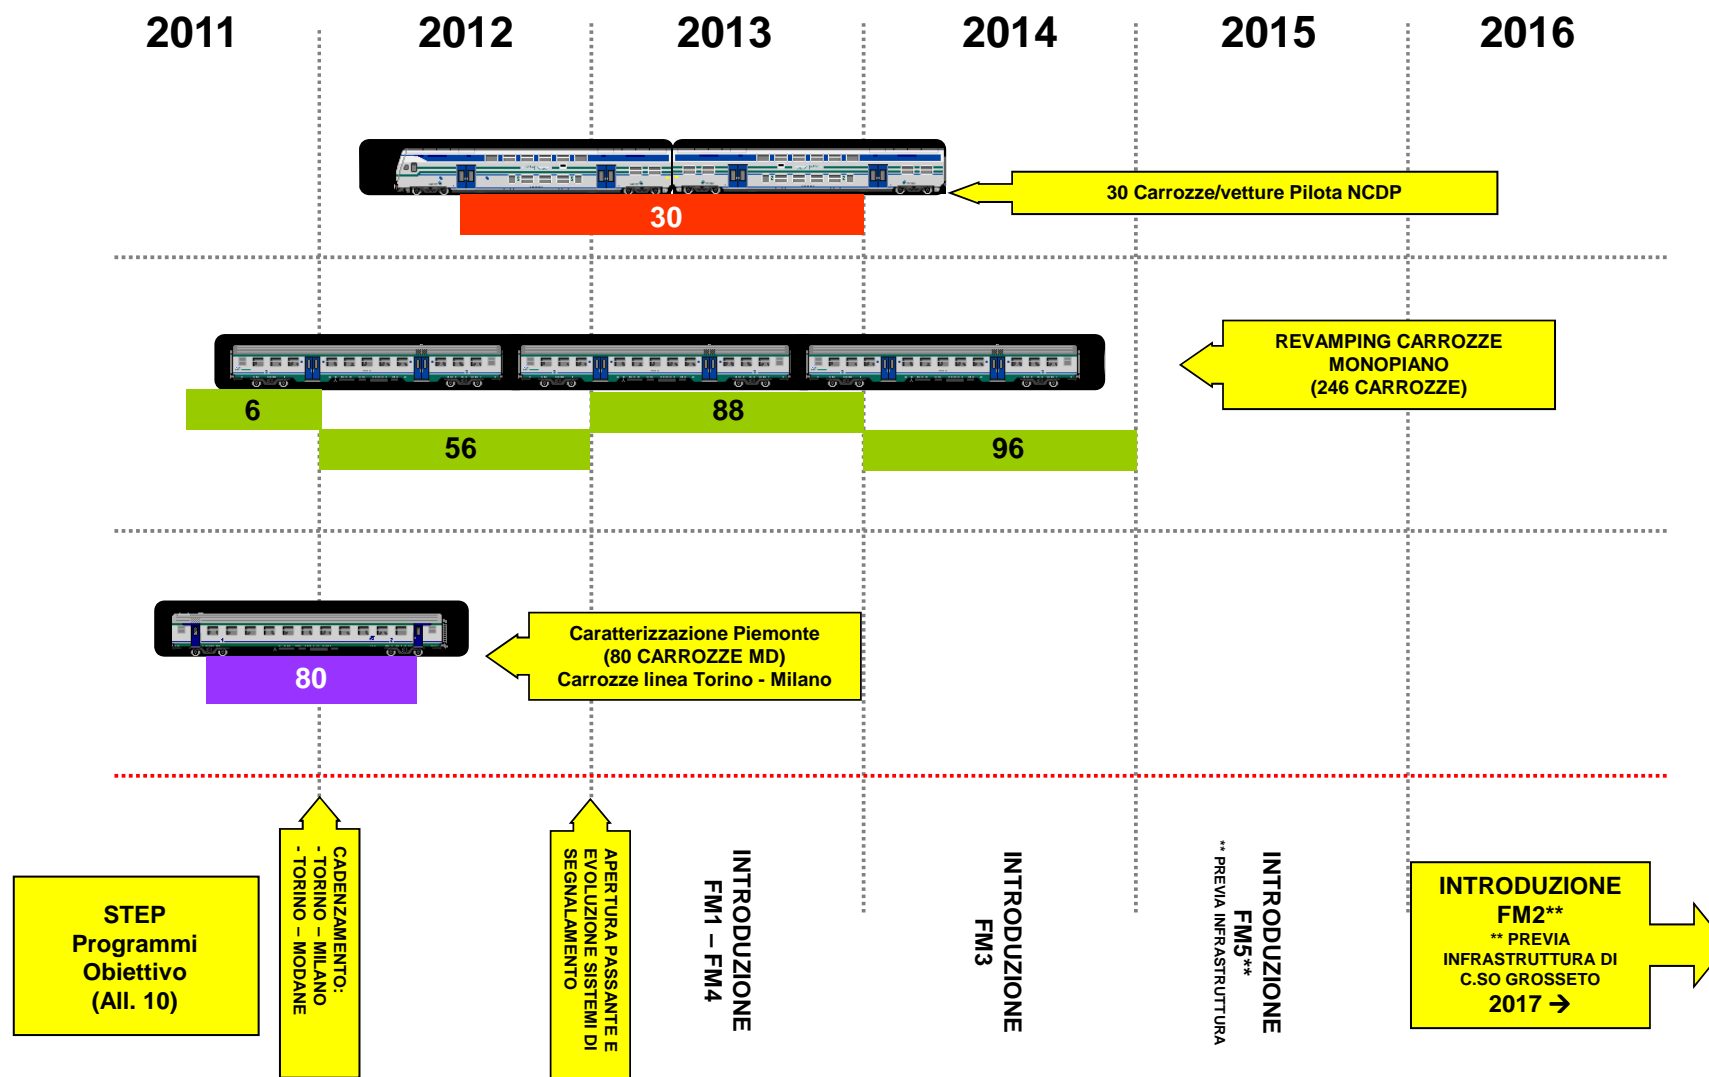 2011
2012
2013
2014
2015
2016
30 Carrozze/vetture Pilota NCDP
30
REVAMPING CARROZZE
MONOPIANO
(246 CARROZZE)
6
88
56
96
Caratterizzazione Piemonte
(80 CARROZZE MD)
Carrozze linea Torino - Milano
80
STEP
Programmi
Obiettivo
(All. 10)
CADENZAMENTO:
- TORINO – MILANO
- TORINO – MODANE
APERTURA PASSANTE E
EVOLUZIONE SISTEMI DI
SEGNALAMENTO
INTRODUZIONE
FM1 – FM4
INTRODUZIONE
FM3
INTRODUZIONE
FM5**
** PREVIA INFRASTRUTTURA
INTRODUZIONE
FM2**
** PREVIA
INFRASTRUTTURA DI
C.SO GROSSETO
2017 →